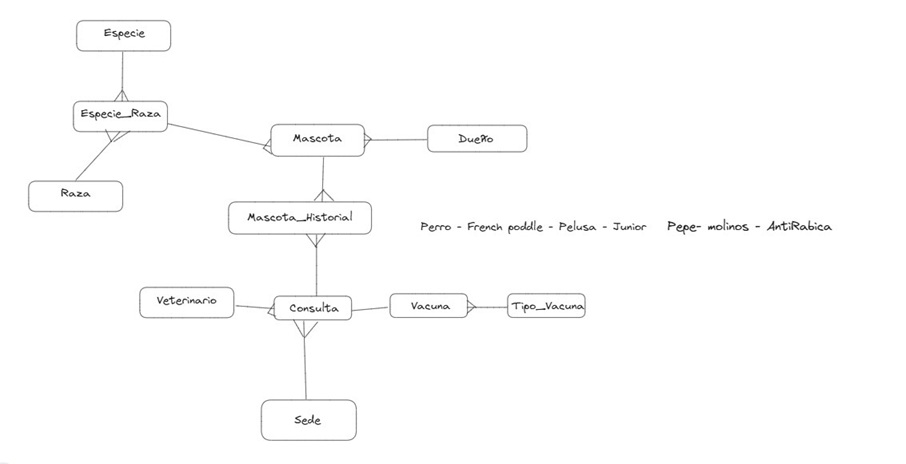 Especie
Especie_Raza
Mascota
Dueño
Raza
Mascota_Historial
Perro - French poddle - Pelusa - Junior
Pepe- molinos - AntiRabica
Veterinario
Consulta
Vacuna
Tipo_Vacuna
Sede